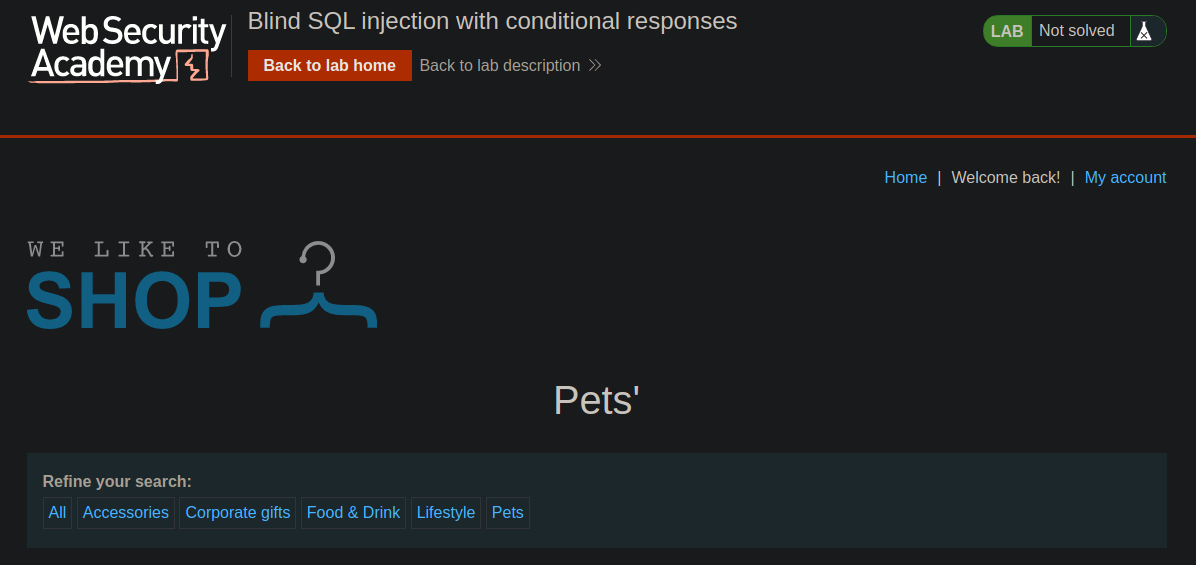 Web Security
Academy
Blind SQL injection with conditional responses
Back to lab home Back to lab description
LAB Not solved
Home | Welcome back! | My account
WE LIKE TO
SHOP
Pets'
Refine your search:
All Accessories Corporate gifts Food & Drink Lifestyle Pets